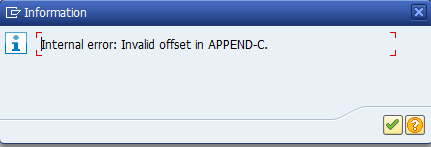 Information
Internal error: Invalid offset in APPEND-C.